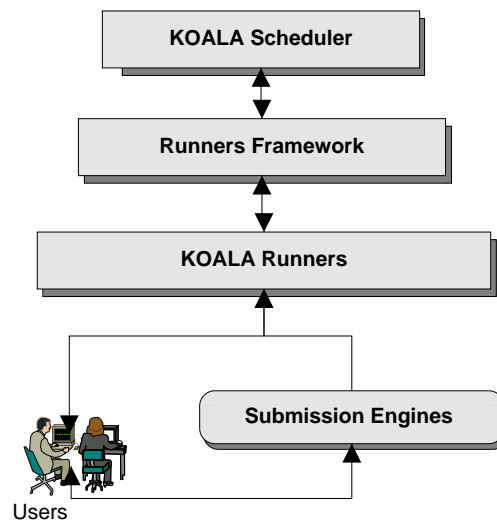 KOALA Scheduler
Runners Framework
KOALA Runners
Submission Engines
Users